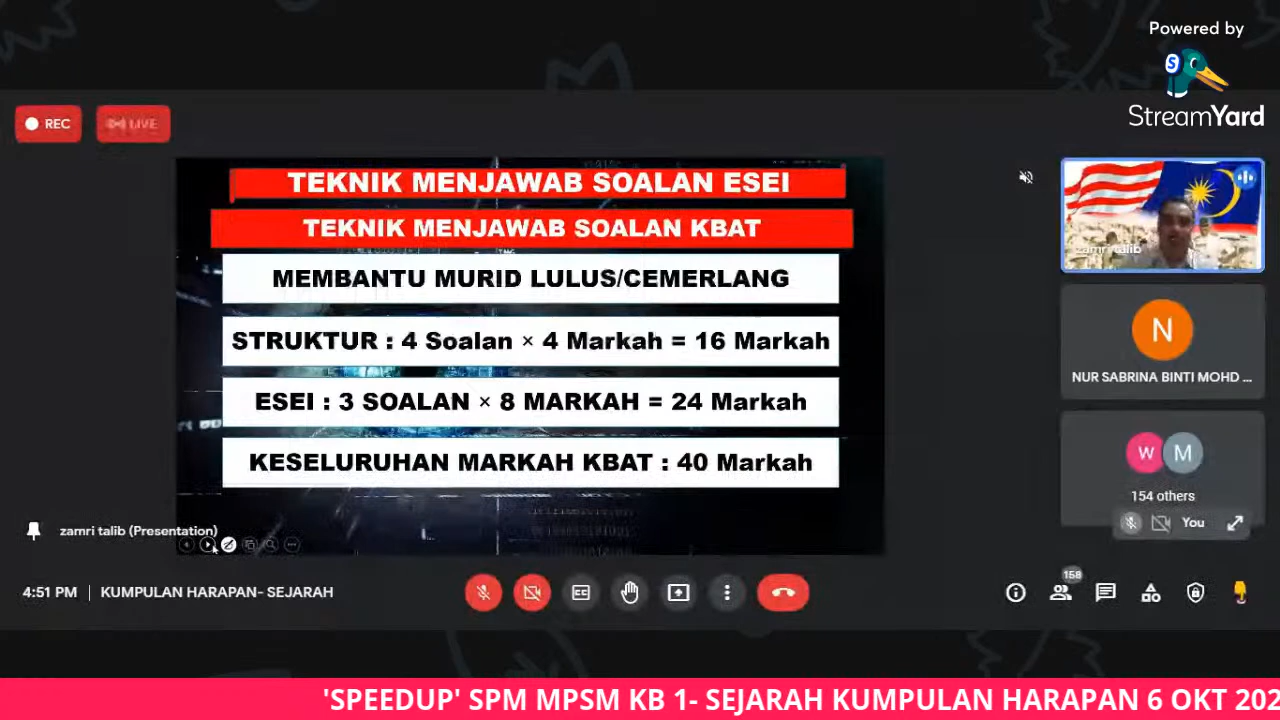 Powered by
StreamYard
REC
LIVE
TEKNIK MENJAWAB SOALAN ESEI
TEKNIK MENJAWAB SOALAN KBAT
MEMBANTU MURID LULUS/CEMERLANG
STRUKTUR : 4 Soalan × 4 Markah = 16 Markah
ESEI : 3 SOALAN × 8 MARKAH = 24 Markah
KESELURUHAN MARKAH KBAT : 40 Markah
zamri talib
N
NUR SABRINA BINTI MOHD ...
W M
154 others
You
zamri talib (Presentation)
4:51 PM | KUMPULAN HARAPAN- SEJARAH
CC
158
'SPEEDUP' SPM MPSM KB 1- SEJARAH KUMPULAN HARAPAN 6 OKT 202